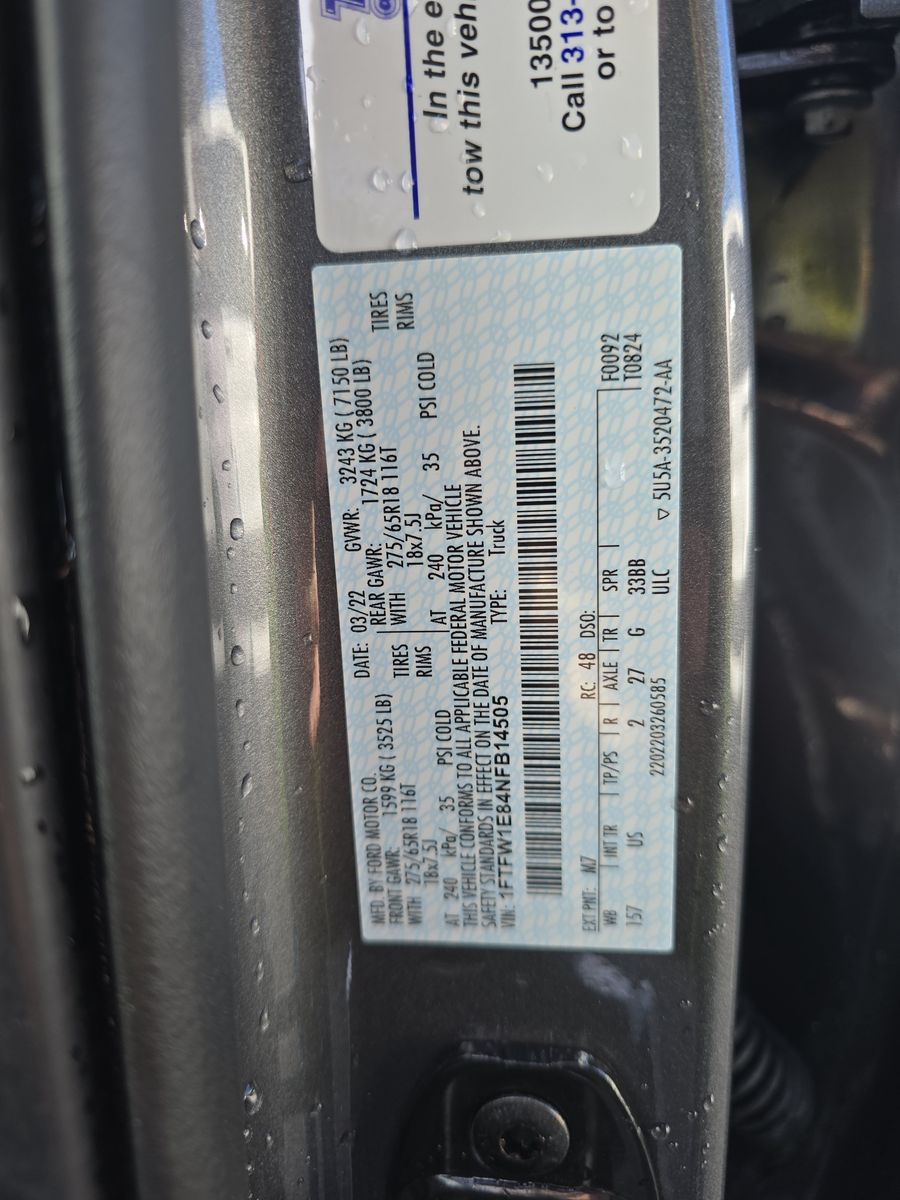 In the e
tow this veh
13500
Call 313-
or to
MFD. BY FORD MOTOR CO.
DATE: 03/22 GVWR: 3243 KG ( 7150 LB)
FRONT GAWR: 1599 KG ( 3525 LB)
REAR GAWR: 1724 KG ( 3800 LB)
WITH 275/65R18 116T TIRES
WITH 275/65R18 116T TIRES
18x7.5J RIMS
18x7.5J RIMS
AT 240 kPa/ 35 PSI COLD
AT 240 kPa/ 35 PSI COLD
THIS VEHICLE CONFORMS TO ALL APPLICABLE FEDERAL MOTOR VEHICLE
SAFETY STANDARDS IN EFFECT ON THE DATE OF MANUFACTURE SHOWN ABOVE.
VIN: 1FTFW1E84NFB14505 TYPE: Truck
EXT PNT: M7 RC: 48 DSO: F0092
WB INT TR TP/PS R AXLE TR SPR T0824
157 US 2 27 G 33BB
2202203260585 ULC ▽ 5U5A-3520472-AA